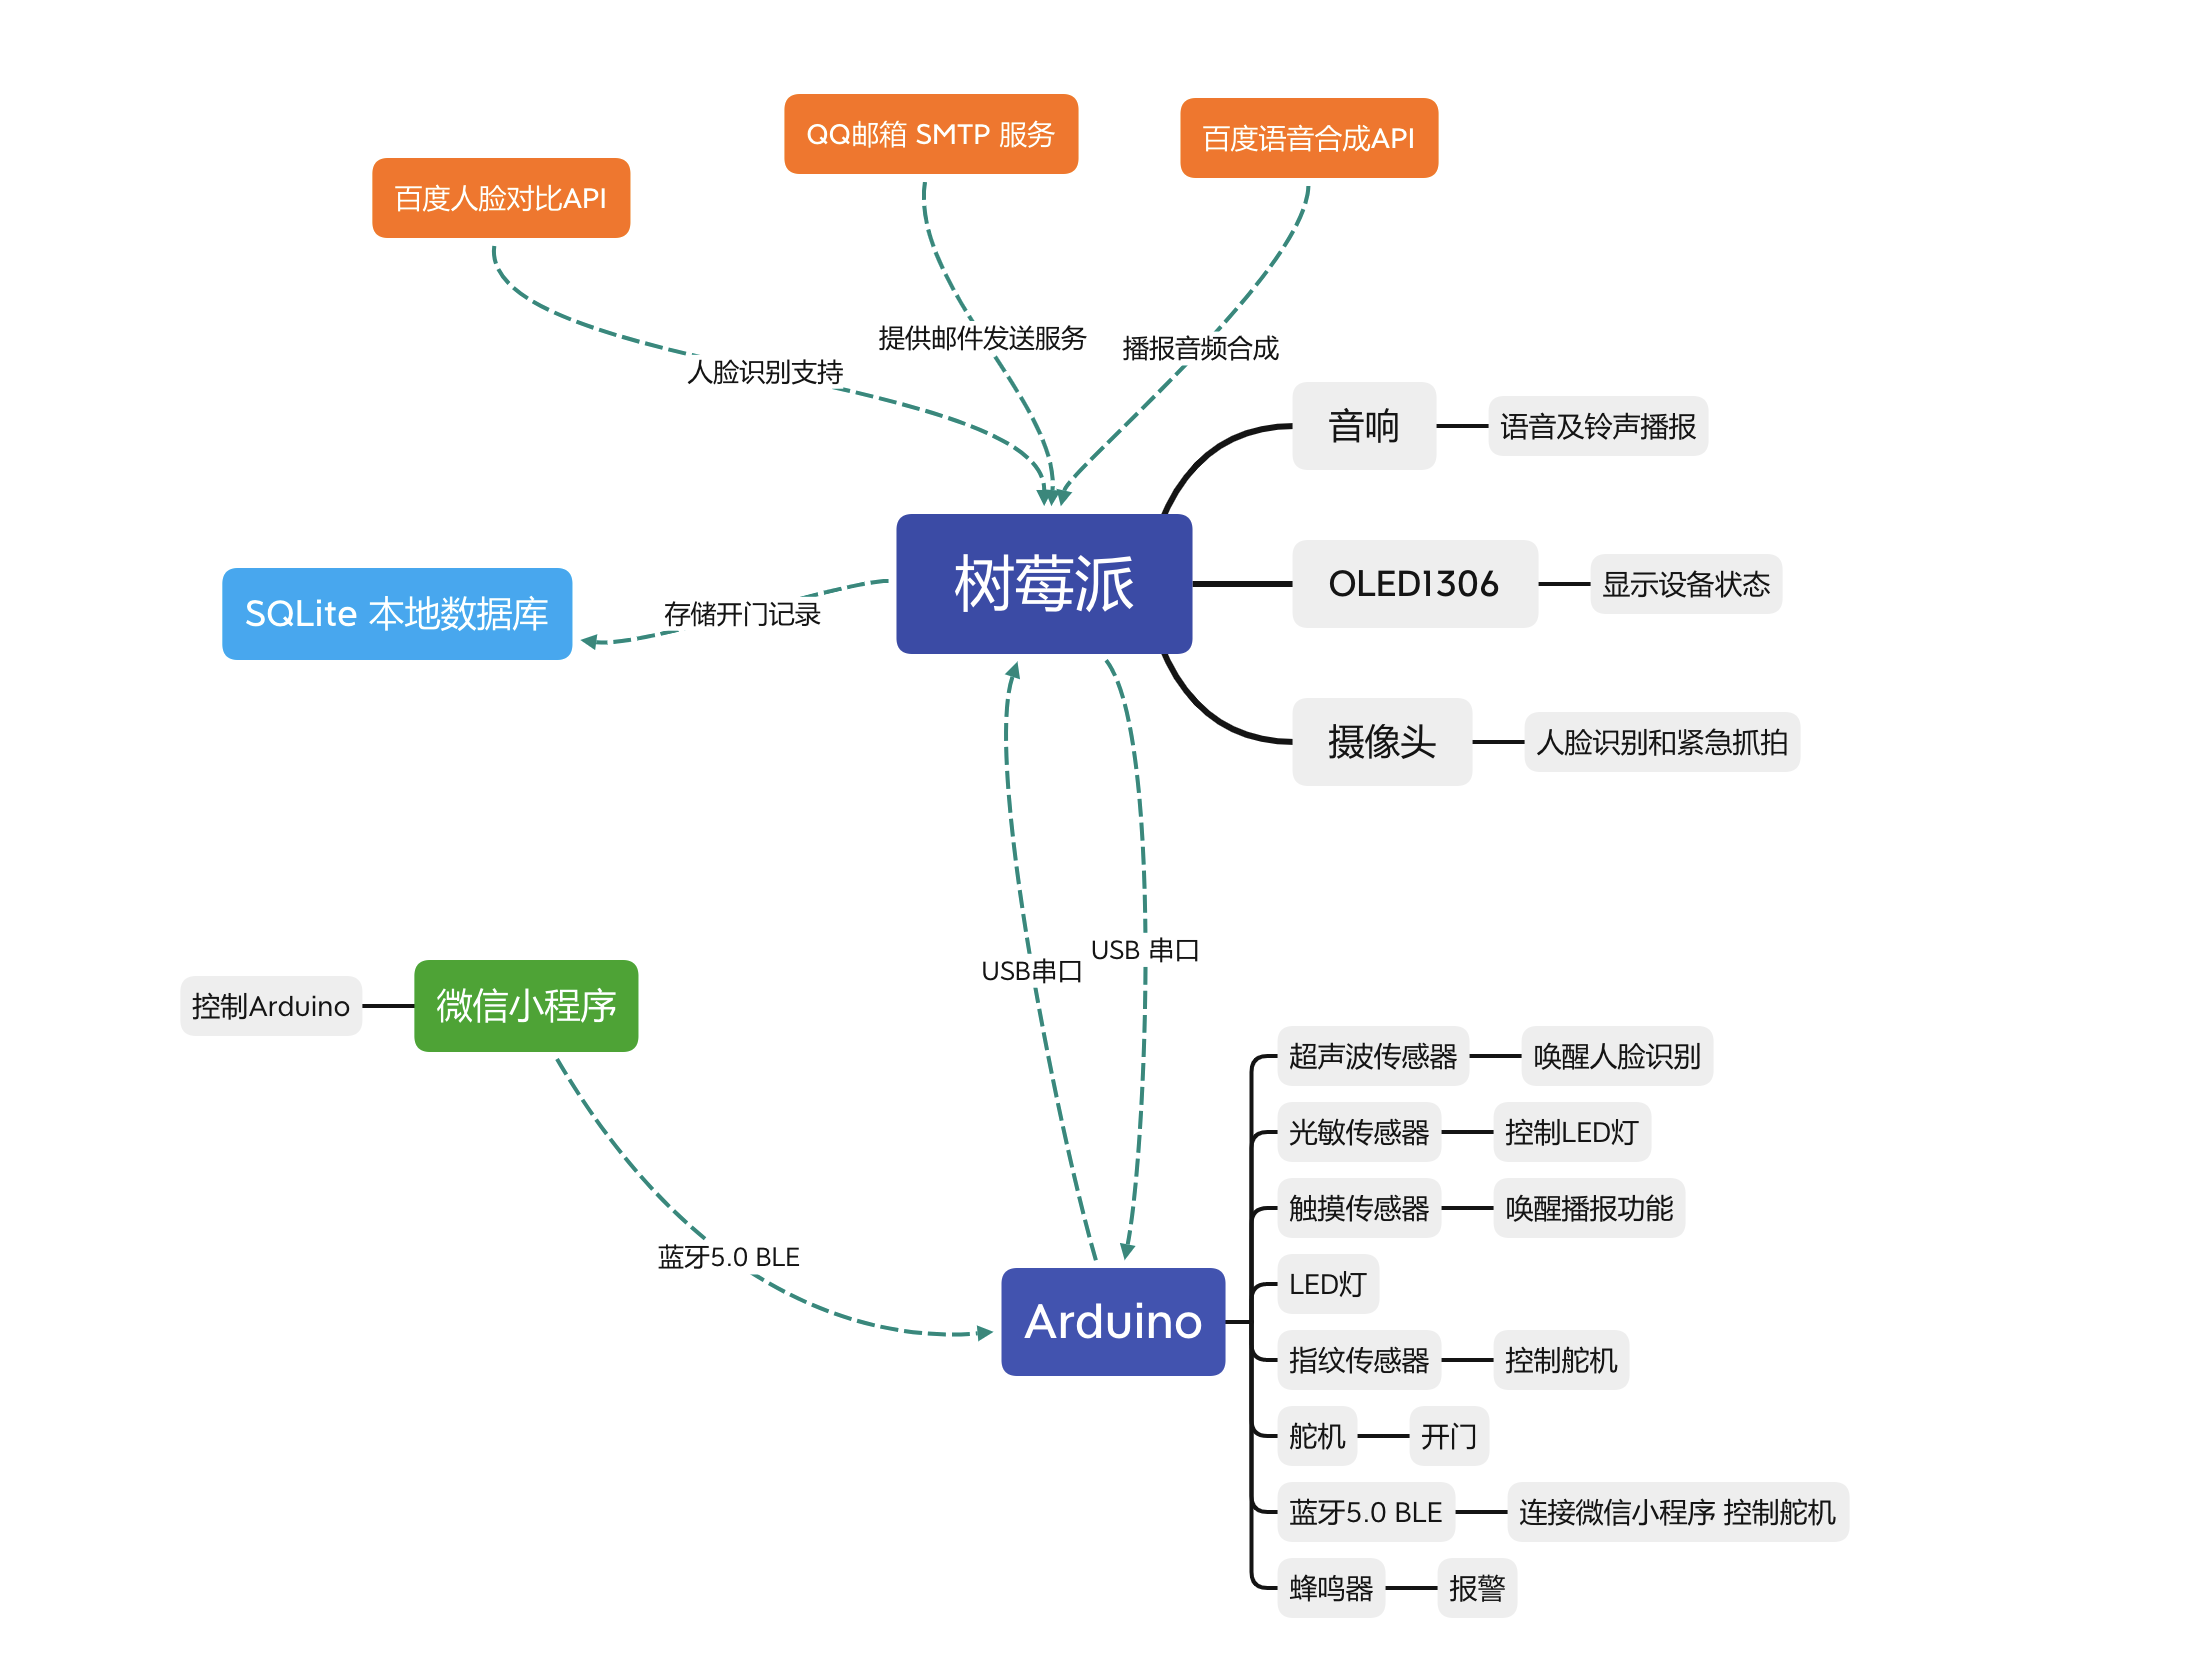 QQ邮箱 SMTP 服务
百度语音合成API
百度人脸对比API
提供邮件发送服务
播报音频合成
人脸识别支持
音响
语音及铃声播报
树莓派
OLED1306
显示设备状态
SQLite 本地数据库
存储开门记录
摄像头
人脸识别和紧急抓拍
USB 串口
USB串口
控制Arduino
微信小程序
超声波传感器
唤醒人脸识别
光敏传感器
控制LED灯
触摸传感器
唤醒播报功能
蓝牙5.0 BLE
LED灯
Arduino
指纹传感器
控制舵机
舵机
开门
蓝牙5.0 BLE
连接微信小程序 控制舵机
蜂鸣器
报警